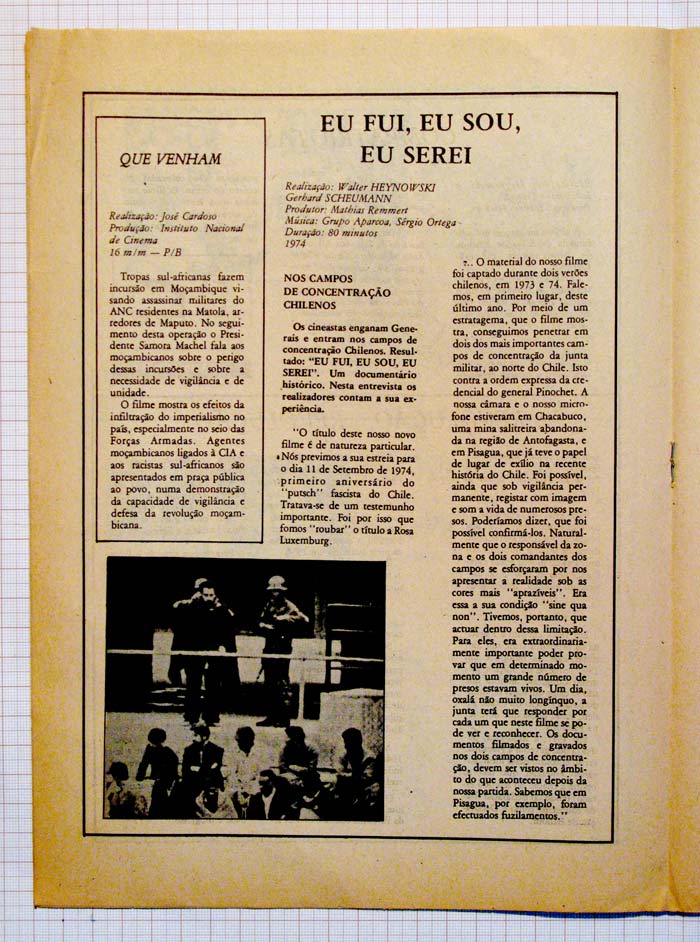 QUE VENHAM
Realização: José Cardoso
Produção: Instituto Nacional
de Cinema
16 m/m — P/B
Tropas sul-africanas fazem
incursão em Moçambique vi-
sando assassinar militares do
ANC residentes na Matola, ar-
redores de Maputo. No segui-
mento desta operação o Presi-
dente Samora Machel fala aos
moçambicanos sobre o perigo
dessas incursões e sobre a
necessidade de vigilância e de
unidade.
O filme mostra os efeitos da
infiltração do imperialismo no
país, especialmente no seio das
Forças Armadas. Agentes
moçambicanos ligados à CIA e
aos racistas sul-africanos são
apresentados em praça pública
ao povo, numa demonstração
da capacidade de vigilância e
defesa da revolução moçam-
bicana.
EU FUI, EU SOU,
EU SEREI
Realização: Walter HEYNOWSKI
Gerhard SCHEUMANN
Produtor: Mathias Remmert
Música: Grupo Aparcoa, Sérgio Ortega
Duração: 80 minutos
1974
NOS CAMPOS
DE CONCENTRAÇÃO
CHILENOS
Os cineastas enganam Gene-
rais e entram nos campos de
concentração Chilenos. Resul-
tado: "EU FUI, EU SOU, EU
SEREI". Um documentário
histórico. Nesta entrevista os
realizadores contam a sua ex-
periência.
"O título deste nosso novo
filme é de natureza particular.
Nós previmos a sua estreia para
o dia 11 de Setembro de 1974,
primeiro aniversário do
"putsch" fascista do Chile.
Tratava-se de um testemunho
importante. Foi por isso que
fomos "roubar" o título a Rosa
Luxemburg.
?.. O material do nosso filme
foi captado durante dois verões
chilenos, em 1973 e 74. Fale-
mos, em primeiro lugar, deste
último ano. Por meio de um
estratagema, que o filme mos-
tra, conseguimos penetrar em
dois dos mais importantes cam-
pos de concentração da junta
militar, ao norte do Chile. Isto
contra a ordem expressa da cre-
dencial do general Pinochet. A
nossa câmara e o nosso micro-
fone estiveram em Chacabuco,
uma mina salitreira abandona-
da na região de Antofagasta, e
em Pisagua, que já teve o papel
de lugar de exílio na recente
história do Chile. Foi possível,
ainda que sob vigilância per-
manente, registar com imagem
e som a vida de numerosos pre-
sos. Poderíamos dizer, que foi
possível confirmá-los. Natural-
mente que o responsável da zo-
na e os dois comandantes dos
campos se esforçaram por nos
apresentar a realidade sob as
cores mais "aprazíveis". Era
essa a sua condição "sine qua
non". Tivemos, portanto, que
actuar dentro dessa limitação.
Para eles, era extraordinaria-
mente importante poder pro-
var que em determinado mo-
mento um grande número de
presos estavam vivos. Um dia,
oxalá não muito longínquo, a
junta terá que responder por
cada um que neste filme se po-
de ver e reconhecer. Os docu-
mentos filmados e gravados
nos dois campos de concentra-
ção, devem ser vistos no âmbi-
to do que aconteceu depois da
nossa partida. Sabemos que em
Pisagua, por exemplo, foram
efectuados fuzilamentos."